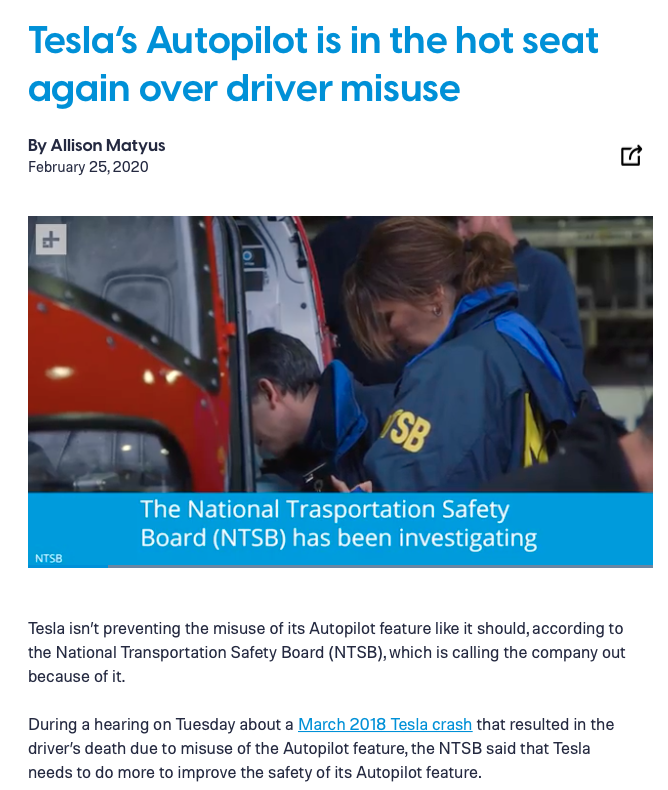 Tesla‘s Autopilot is in the hot seat
again over driver misuse
By Allison Matyus
February 25, 2020
NTSB
The National Trasportation Safety
Board (NTSB) has been investigating
NTSB
Tesla isn’t preventing the misuse of its Autopilot feature like it should, according to
the National Transportation Safety Board (NTSB), which is calling the company out
because of it.
During a hearing on Tuesday about a March 2018 Tesla crash that resulted in the
driver’s death due to misuse of the Autopilot feature, the NTSB said that Tesla
needs to do more to improve the safety of its Autopilot feature.